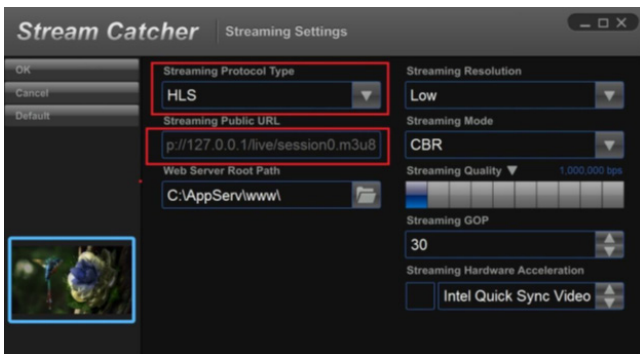 Stream Catcher Streaming Settings
OK
Cancel
Default
Streaming Protocol Type
HLS
Streaming Public URL
p://127.0.0.1/live/session0.m3u8
Web Server Root Path
C:\AppServ\www\
Streaming Resolution
Low
Streaming Mode
CBR
Streaming Quality ▼ 1,000,000 bps
Streaming GOP
30
Streaming Hardware Acceleration
Intel Quick Sync Video